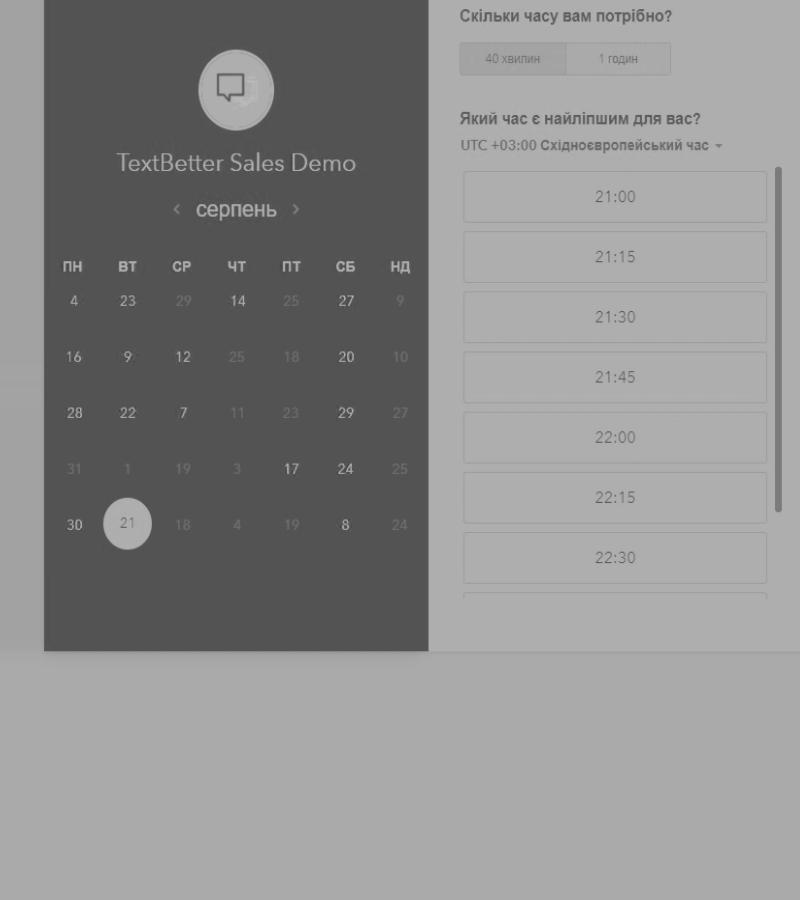 TextBetter Sales Demo
серпень
ПН ВТ СР ЧТ ПТ СБ НД
4 23 29 14 25 27 9
16 9 12 25 18 20 10
28 22 7 11 23 29 27
31 1 19 3 17 24 25
30 21 18 4 19 8 24
Скільки часу вам потрібно?
40 хвилин 1 годин
Який час є найліпшим для вас?
UTC +03:00 Східноєвропейський час
21:00
21:15
21:30
21:45
22:00
22:15
22:30